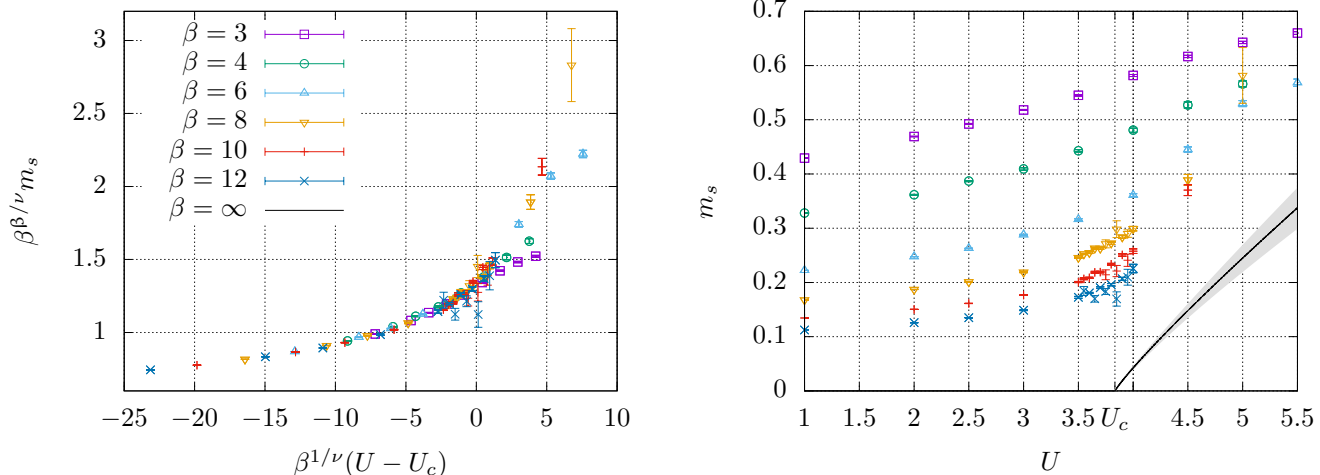 3
2.5
2
1.5
1
β^β/ν m_s
β = 3
β = 4
β = 6
β = 8
β = 10
β = 12
β = ∞
−25 −20 −15 −10 −5 0 5 10
β^1/ν(U − U_c)
0.7
0.6
0.5
0.4
0.3
0.2
0.1
0
m_s
1 1.5 2 2.5 3 3.5 U_c 4.5 5 5.5
U